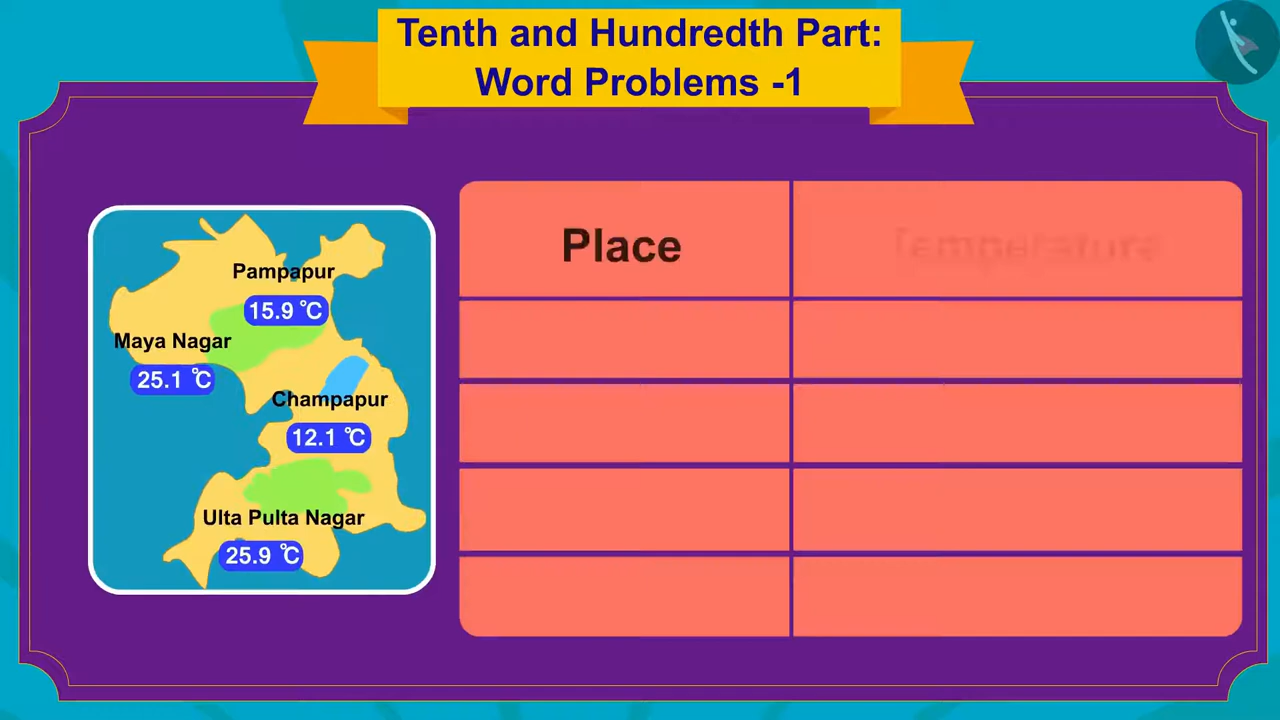 Tenth and Hundredth Part:
Word Problems -1
Pampapur
15.9 ℃
Maya Nagar
25.1 ℃
Champapur
12.1 ℃
Ulta Pulta Nagar
25.9 ℃
Place
Temperature